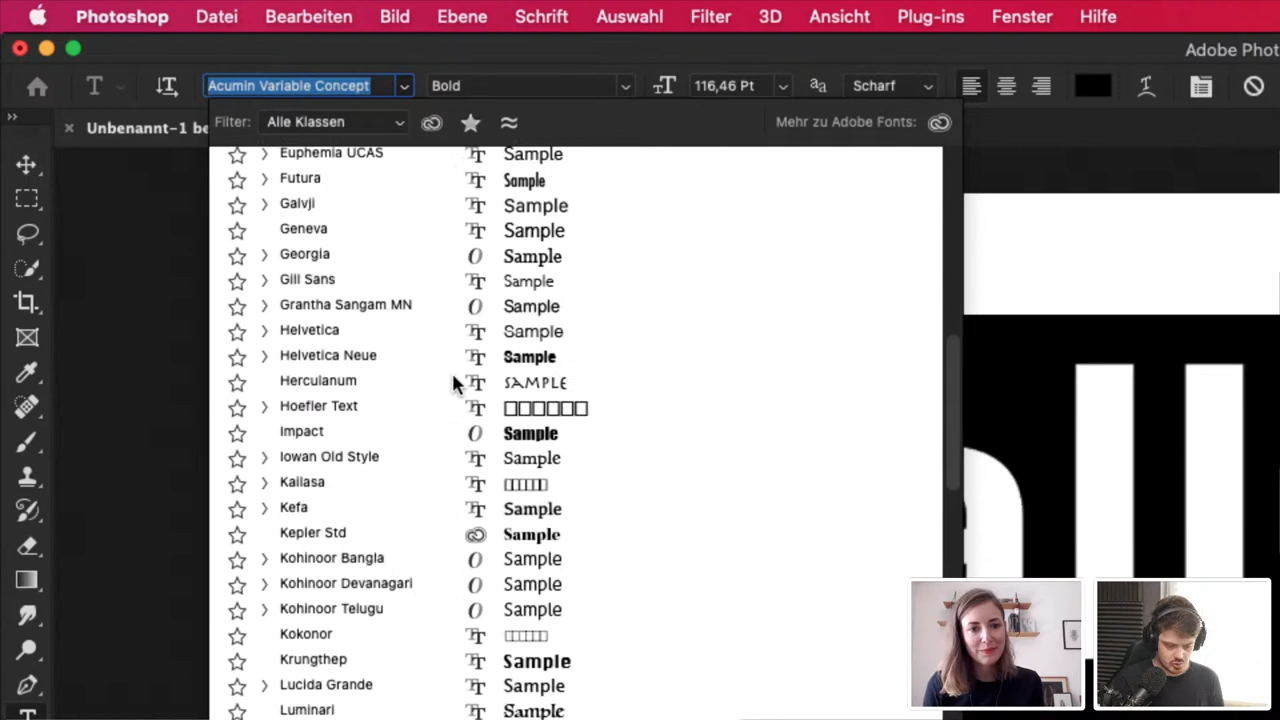 Photoshop Datei Bearbeiten Bild Ebene Schrift Auswahl Filter 3D Ansicht Plug-ins Fenster Hilfe
Adobe Phot
T T Acumin Variable Concept Bold 116,46 Pt Scharf
Unbenannt-1 be
Filter: Alle Klassen Mehr zu Adobe Fonts:
Euphemia UCAS Sample
Futura Sample
Galvji Sample
Geneva Sample
Georgia Sample
Gill Sans Sample
Grantha Sangam MN Sample
Helvetica Sample
Helvetica Neue Sample
Herculanum SAMPLE
Hoefler Text
Impact Sample
Iowan Old Style Sample
Kailasa
Kefa Sample
Kepler Std Sample
Kohinoor Bangla Sample
Kohinoor Devanagari Sample
Kohinoor Telugu Sample
Kokonor
Krungthep Sample
Lucida Grande Sample
Luminari Sample